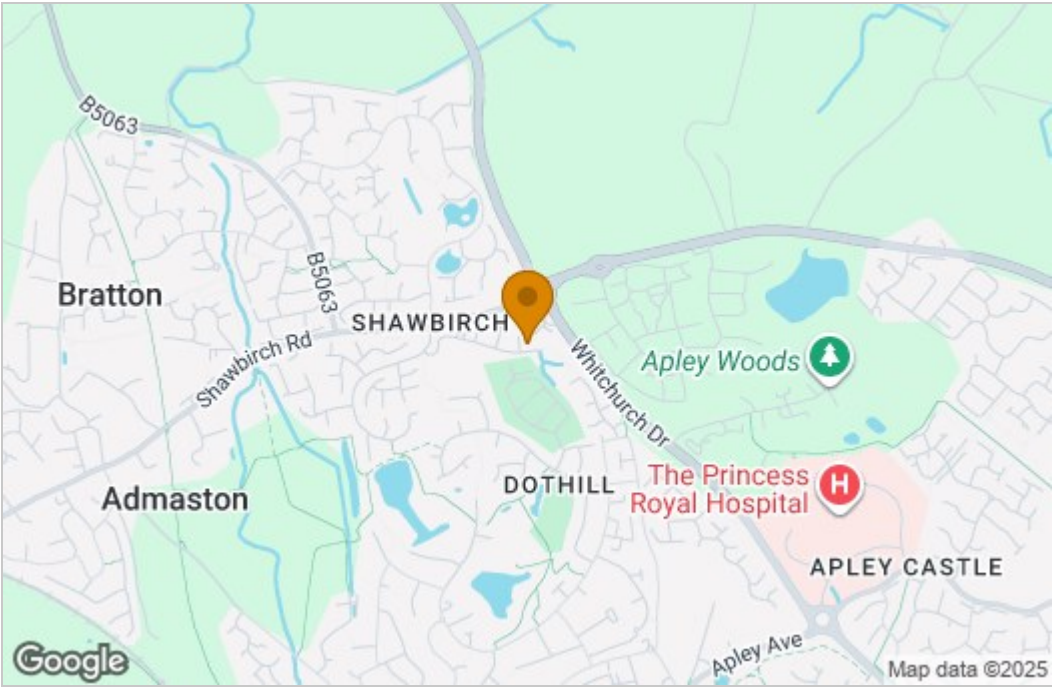 B5063
B5063
Bratton
SHAWBIRCH
Shawbirch Rd
Whitchurch Dr
Apley Woods
Admaston
DOTHILL
The Princess
Royal Hospital
H
APLEY CASTLE
Apley Ave
Google
Map data ©2025